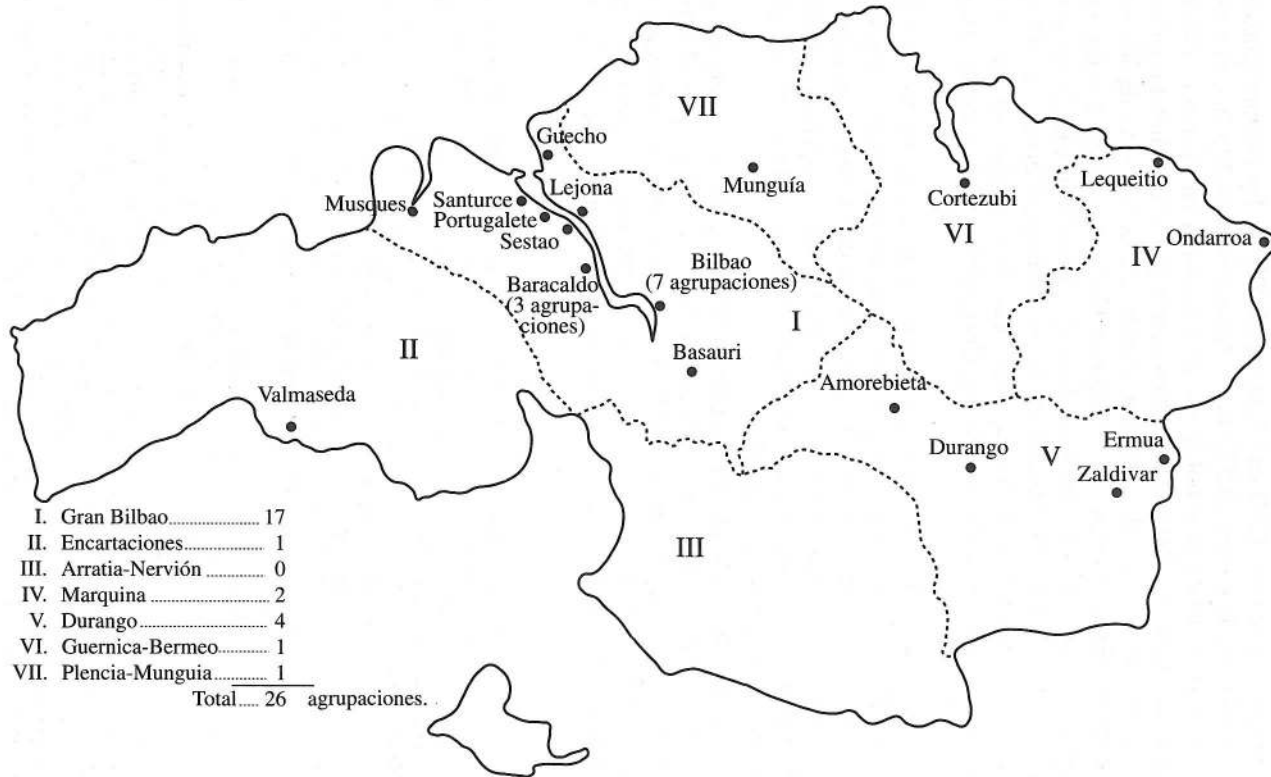 VII
Guecho
Munguía
Lejona
Musques
Santurce
Portugalete
Sestao
Cortezubi
Lequeitio
VI
Ondarroa
IV
Bilbao
(7 agrupaciones)
Baracaldo
(3 agrupa-
ciones)
I
II
Basauri
Valmaseda
Amorebieta
Durango
V
Ermua
Zaldivar
III
I. Gran Bilbao.................... 17
II. Encartaciones................. 1
III. Arratia-Nervión ............. 0
IV. Marquina ....................... 2
V. Durango ......................... 4
VI. Guernica-Bermeo........... 1
VII. Plencia-Munguia............ 1
Total..... 26 agrupaciones.